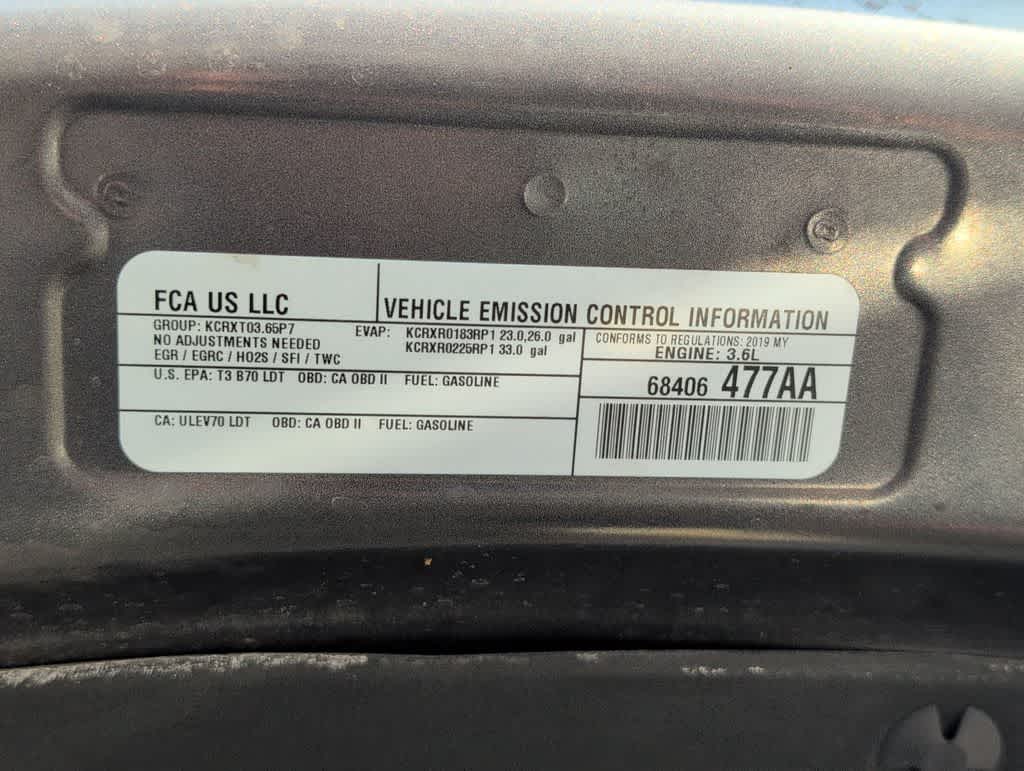 FCA US LLC
VEHICLE EMISSION CONTROL INFORMATION
GROUP: KCRXT03.65P7
NO ADJUSTMENTS NEEDED
EGR / EGRC / HO2S / SFI / TWC
EVAP: KCRXR0183RP1 23.0,26.0 gal
KCRXR0225RP1 33.0 gal
CONFORMS TO REGULATIONS: 2019 MY
ENGINE: 3.6L
U.S. EPA: T3 B70 LDT OBD: CA OBD II FUEL: GASOLINE
68406 477AA
CA: ULEV70 LDT OBD: CA OBD II FUEL: GASOLINE